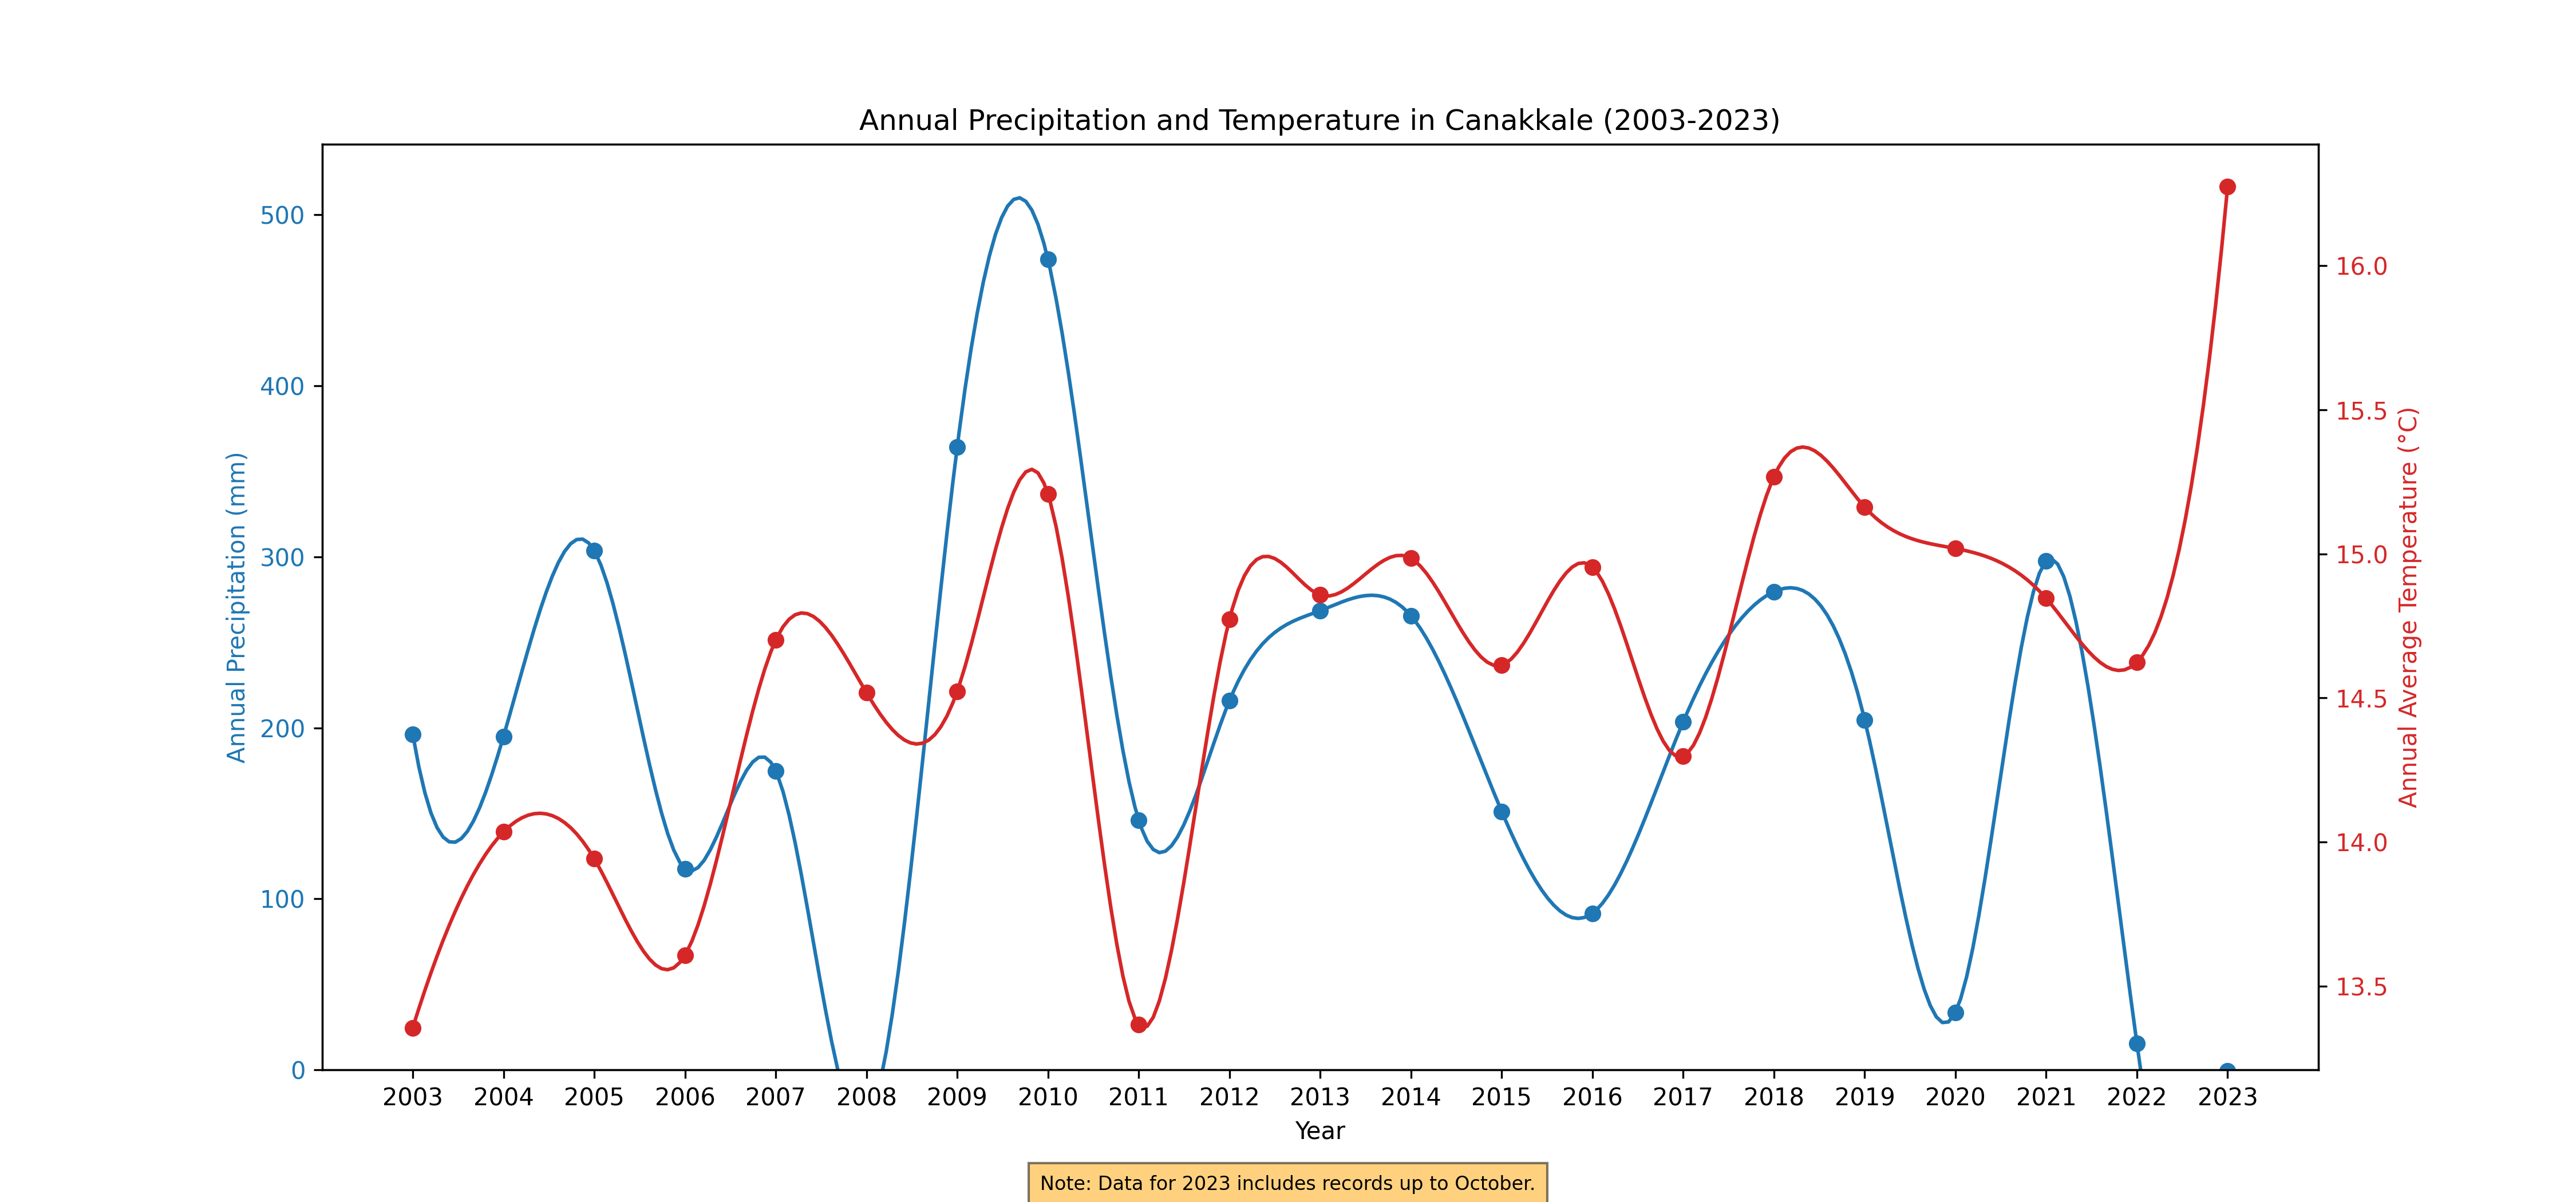 Annual Precipitation and Temperature in Canakkale (2003-2023)
Annual Precipitation (mm)
500
400
300
200
100
0
16.0
15.5
15.0
14.5
14.0
13.5
Annual Average Temperature (°C)
2003 2004 2005 2006 2007 2008 2009 2010 2011 2012 2013 2014 2015 2016 2017 2018 2019 2020 2021 2022 2023
Year
Note: Data for 2023 includes records up to October.